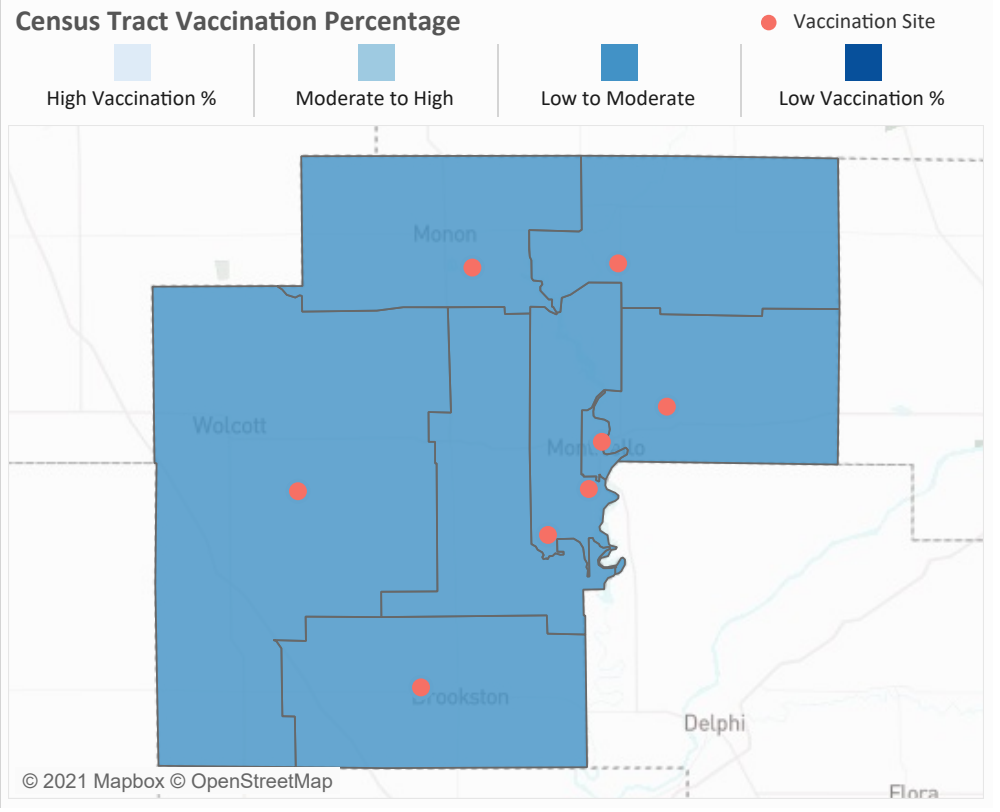 Census Tract Vaccination Percentage
Vaccination Site
High Vaccination %
Moderate to High
Low to Moderate
Low Vaccination %
Monon
Wolcott
Monticello
Brookston
Delphi
Flora
© 2021 Mapbox © OpenStreetMap